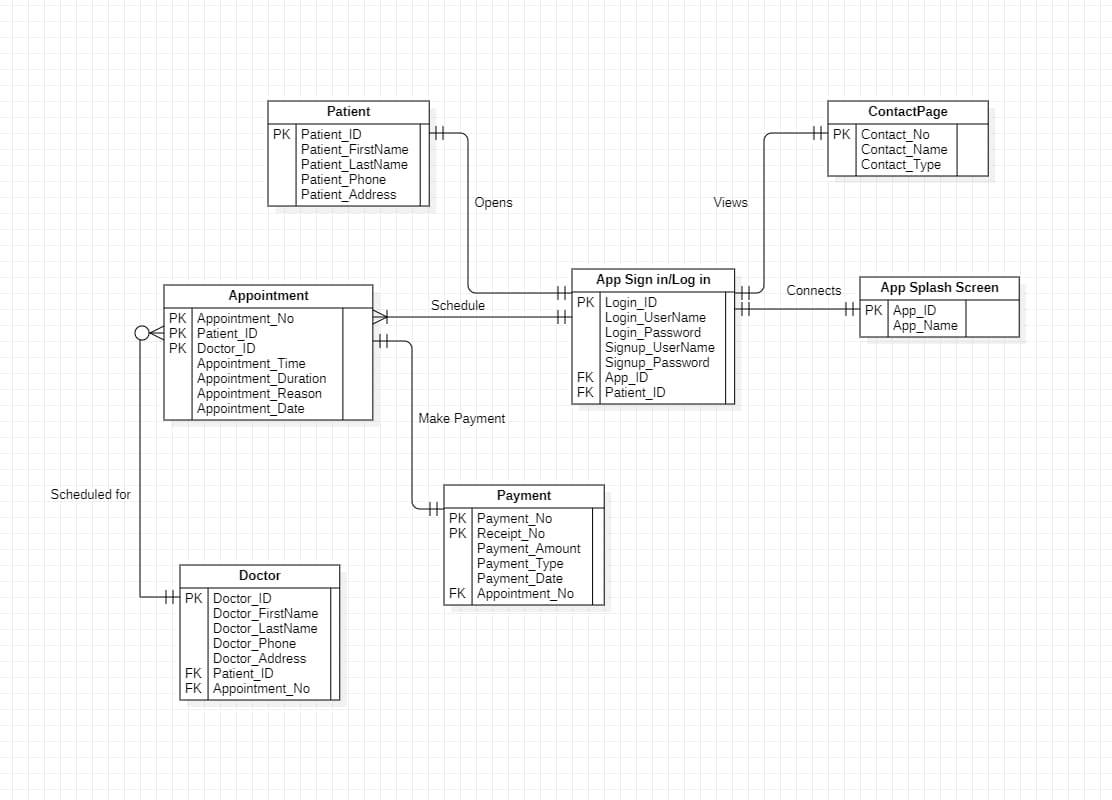 Patient
PK Patient_ID
Patient_FirstName
Patient_LastName
Patient_Phone
Patient_Address
ContactPage
PK Contact_No
Contact_Name
Contact_Type
Opens
Views
App Sign in/Log in
PK Login_ID
Login_UserName
Login_Password
Signup_UserName
Signup_Password
FK App_ID
FK Patient_ID
Connects
App Splash Screen
PK App_ID
App_Name
Schedule
Appointment
PK Appointment_No
PK Patient_ID
PK Doctor_ID
Appointment_Time
Appointment_Duration
Appointment_Reason
Appointment_Date
Make Payment
Scheduled for
Payment
PK Payment_No
PK Receipt_No
Payment_Amount
Payment_Type
Payment_Date
FK Appointment_No
Doctor
PK Doctor_ID
Doctor_FirstName
Doctor_LastName
Doctor_Phone
Doctor_Address
FK Patient_ID
FK Appointment_No